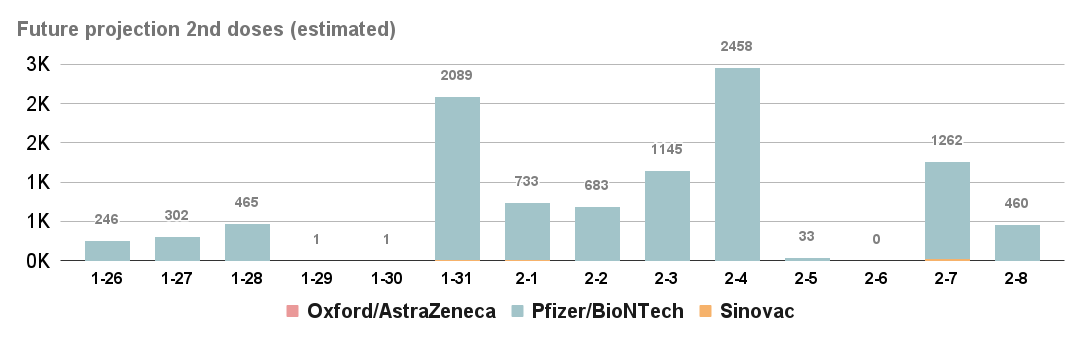 Future projection 2nd doses (estimated)
3K
2K
2K
1K
1K
0K
246
302
465
1
1
2089
733
683
1145
2458
33
0
1262
460
1-26 1-27 1-28 1-29 1-30 1-31 2-1 2-2 2-3 2-4 2-5 2-6 2-7 2-8
Oxford/AstraZeneca Pfizer/BioNTech Sinovac